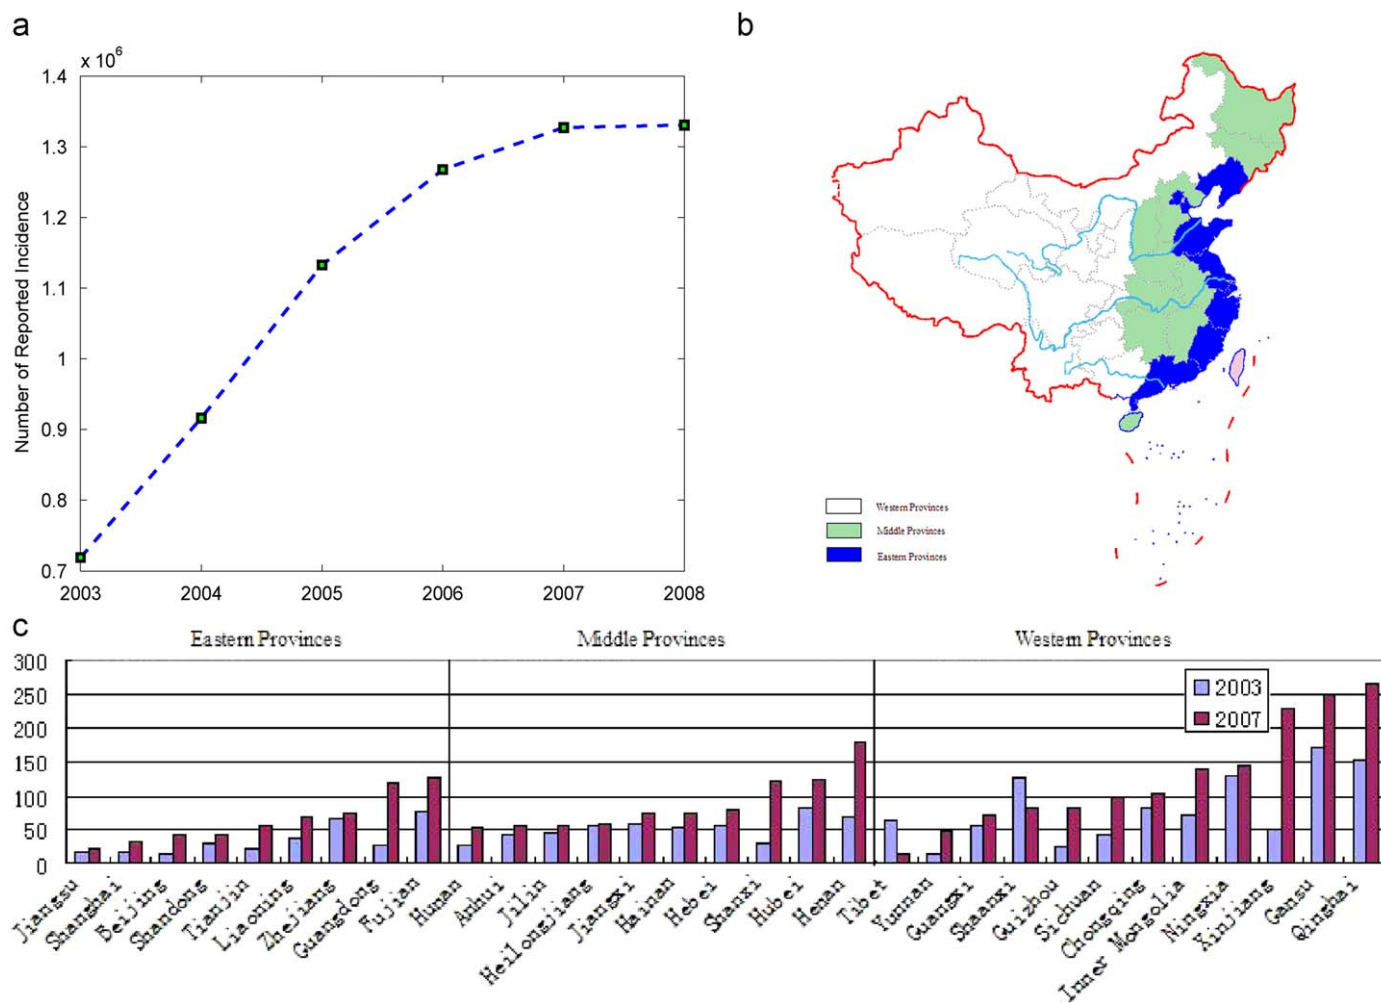 a
x 10⁶
1.4
1.3
1.2
1.1
1
0.9
0.8
0.7
Number of Reported Incidence
2003 2004 2005 2006 2007 2008
b
Western Provinces
Middle Provinces
Eastern Provinces
c
Eastern Provinces Middle Provinces Western Provinces
300
250
200
150
100
50
0
2003
2007
Jiangsu
Shanghai
Beijing
Shandong
Tianjin
Liaoning
Zhejiang
Guangdong
Fujian
Hunan
Anhui
Jilin
Heilongjiang
Jiangxi
Hainan
Hebei
Shanxi
Hubei
Henan
Tibet
Yunnan
Guangxi
Shaanxi
Guizhou
Sichuan
Chongqing
Inner Mongolia
Ningxia
Xinjiang
Gansu
Qinghai